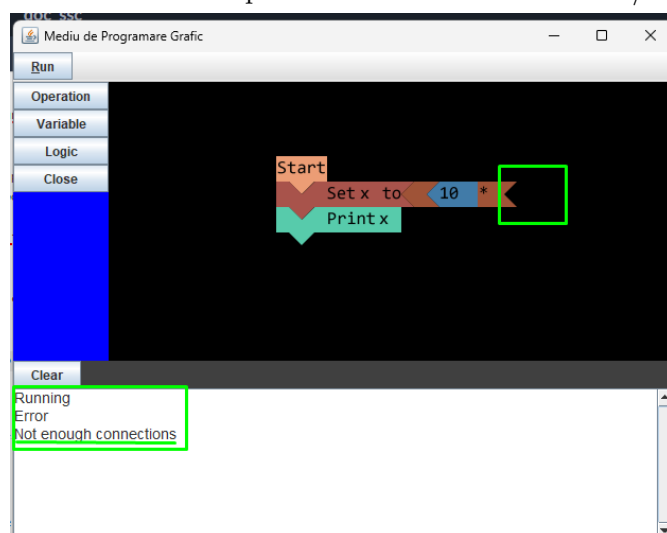 doc ssc
Mediu de Programare Grafic
Run
Operation
Variable
Logic
Close
Start
Set x to 10 *
Print x
Clear
Running
Error
Not enough connections